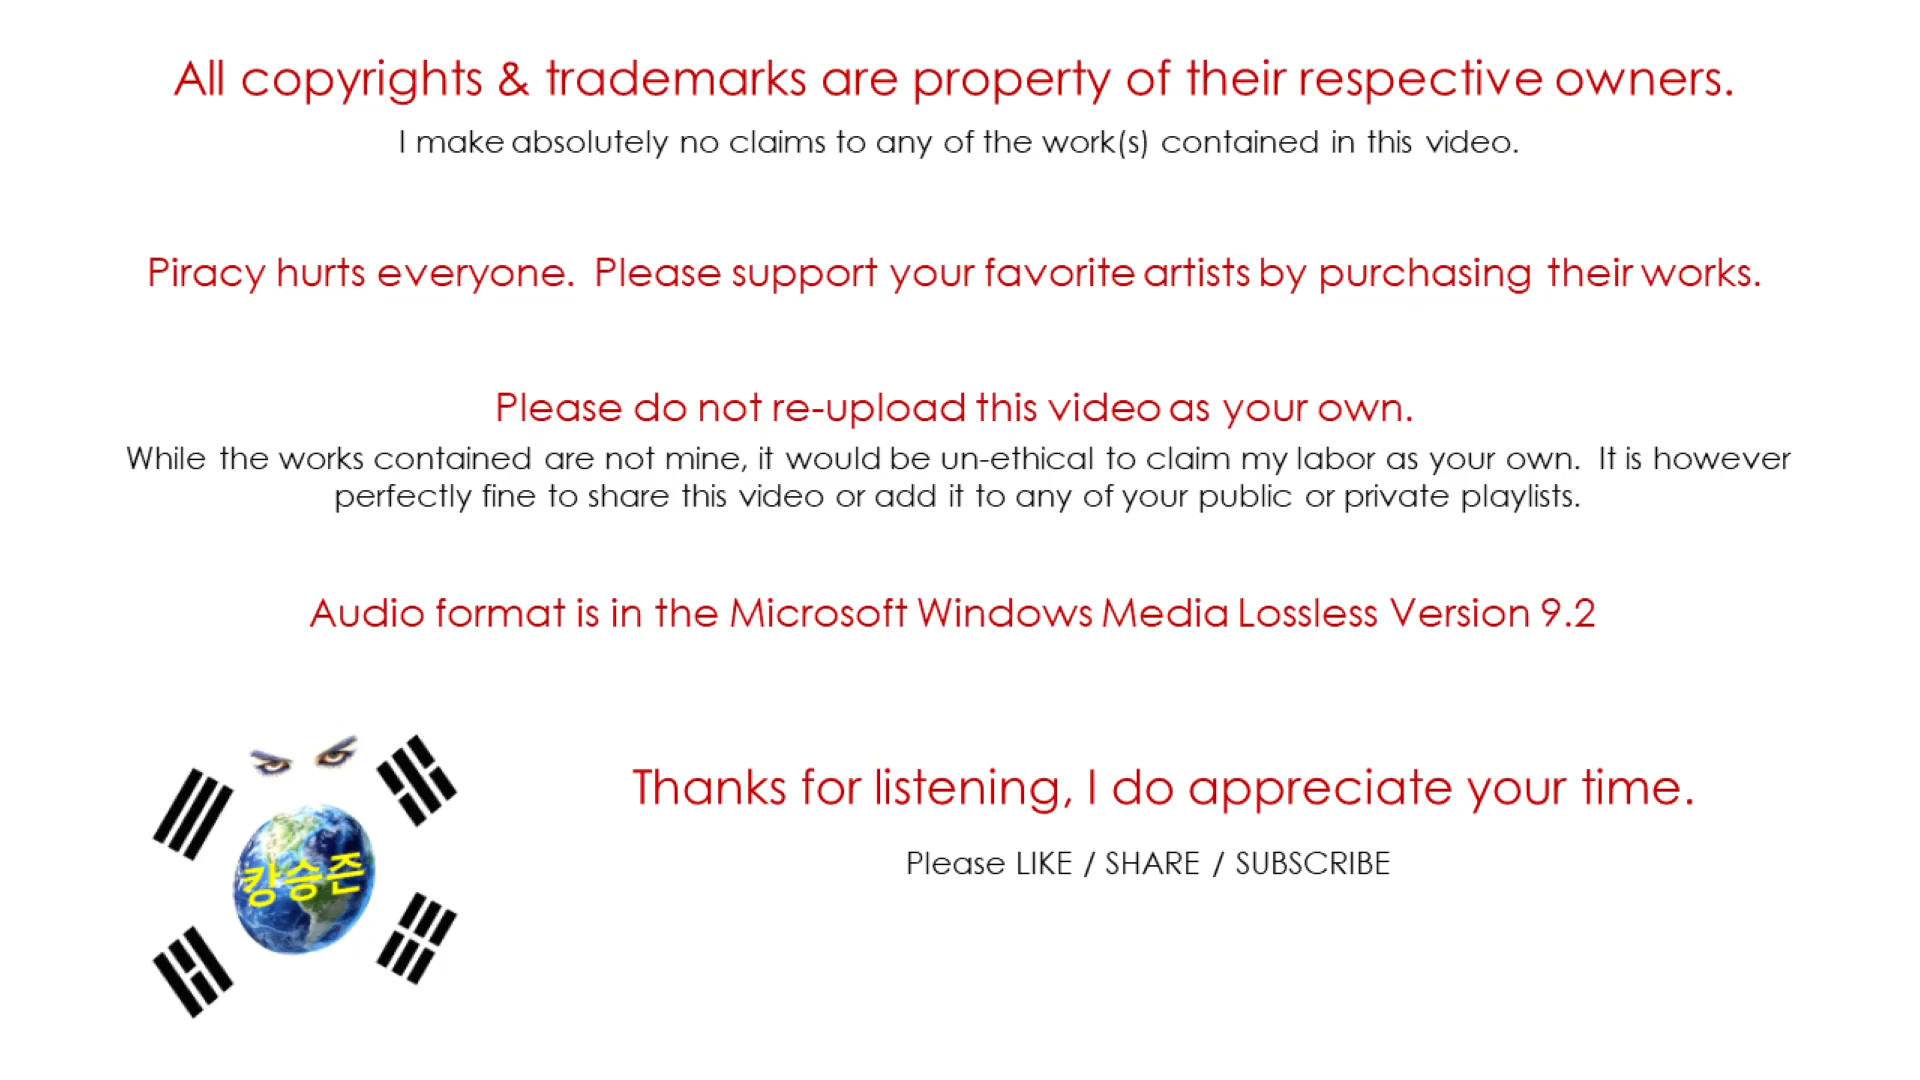 All copyrights & trademarks are property of their respective owners.
I make absolutely no claims to any of the work(s) contained in this video.
Piracy hurts everyone.  Please support your favorite artists by purchasing their works.
Please do not re-upload this video as your own.
While the works contained are not mine, it would be un-ethical to claim my labor as your own.  It is however
perfectly fine to share this video or add it to any of your public or private playlists.
Audio format is in the Microsoft Windows Media Lossless Version 9.2
Thanks for listening, I do appreciate your time.
Please LIKE / SHARE / SUBSCRIBE
캉승즌